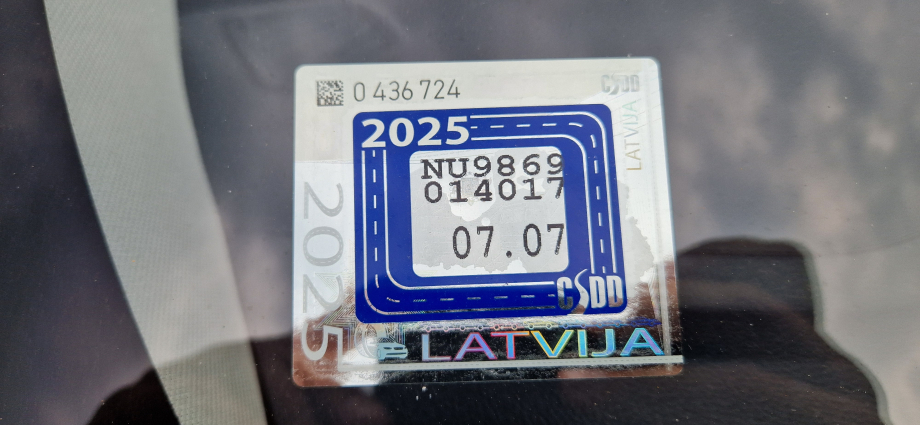 0 436 724
CSDD
LATVIJA
2025
NU9869
014017
07.07
CSDD
2025
LATVIJA